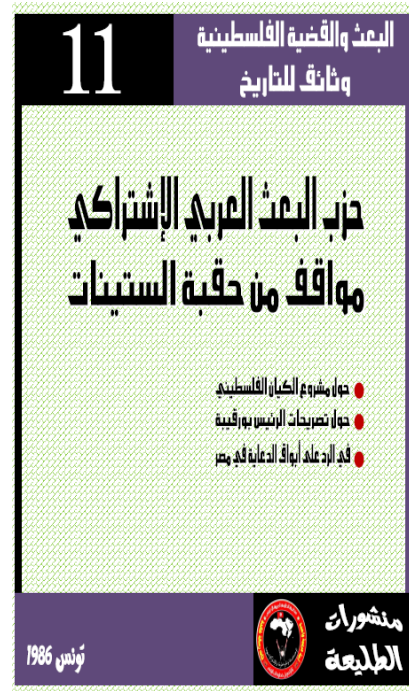 البعث والقضية الفلسطينية
وثائق للتاريخ
11
حزب البعث العربي الإشتراكي
مواقف من حقبة الستينات
حول مشروع الكيان الفلسطيني
حول تصريحات الرئيس بورقيبة
في الرد على أبواق الدعاية في مصر
منشورات
الطليعة
تونس 1986